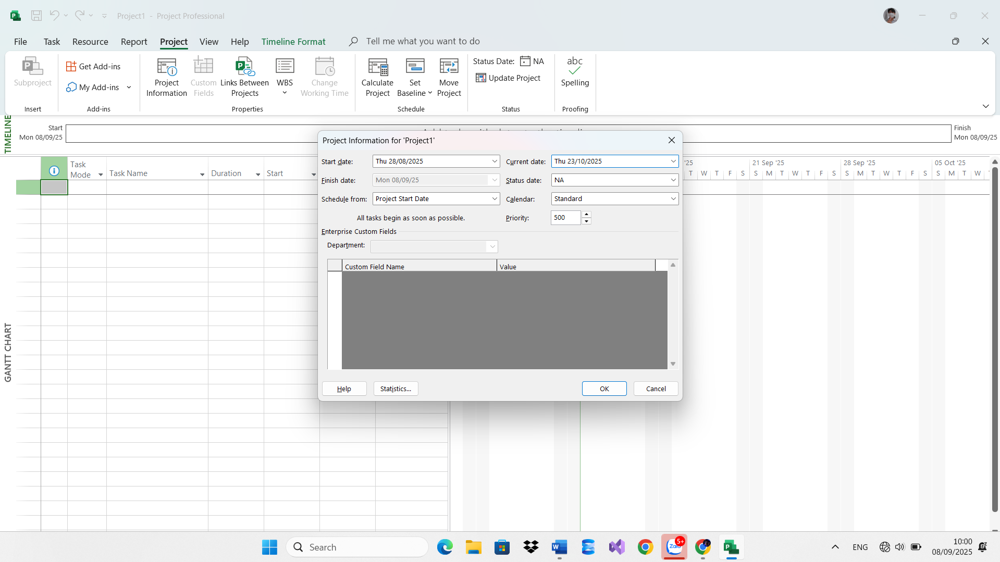 Project1 - Project Professional
File Task Resource Report Project View Help Timeline Format Tell me what you want to do
Subproject
Insert
Get Add-ins
My Add-ins
Add-ins
Project Information
Custom Fields
Links Between Projects
WBS
Change Working Time
Properties
Calculate Project
Set Baseline
Move Project
Schedule
Status Date: NA
Update Project
Status
abc
Spelling
Proofing
TIMELINE
Start
Mon 08/09/25
Finish
Mon 08/09/25
Task Mode
Task Name
Duration
Start
'25
21 Sep '25
28 Sep '25
05 Oct '25
T W T F S S M T W T F S S M T W T F S S M T W
GANTT CHART
Project Information for 'Project1'
Start date: Thu 28/08/2025
Current date: Thu 23/10/2025
Finish date: Mon 08/09/25
Status date: NA
Schedule from: Project Start Date
Calendar: Standard
All tasks begin as soon as possible.
Priority: 500
Enterprise Custom Fields
Department:
Custom Field Name Value
Help
Statistics...
OK
Cancel
Search
Zalo
5+
ENG
10:00
08/09/2025